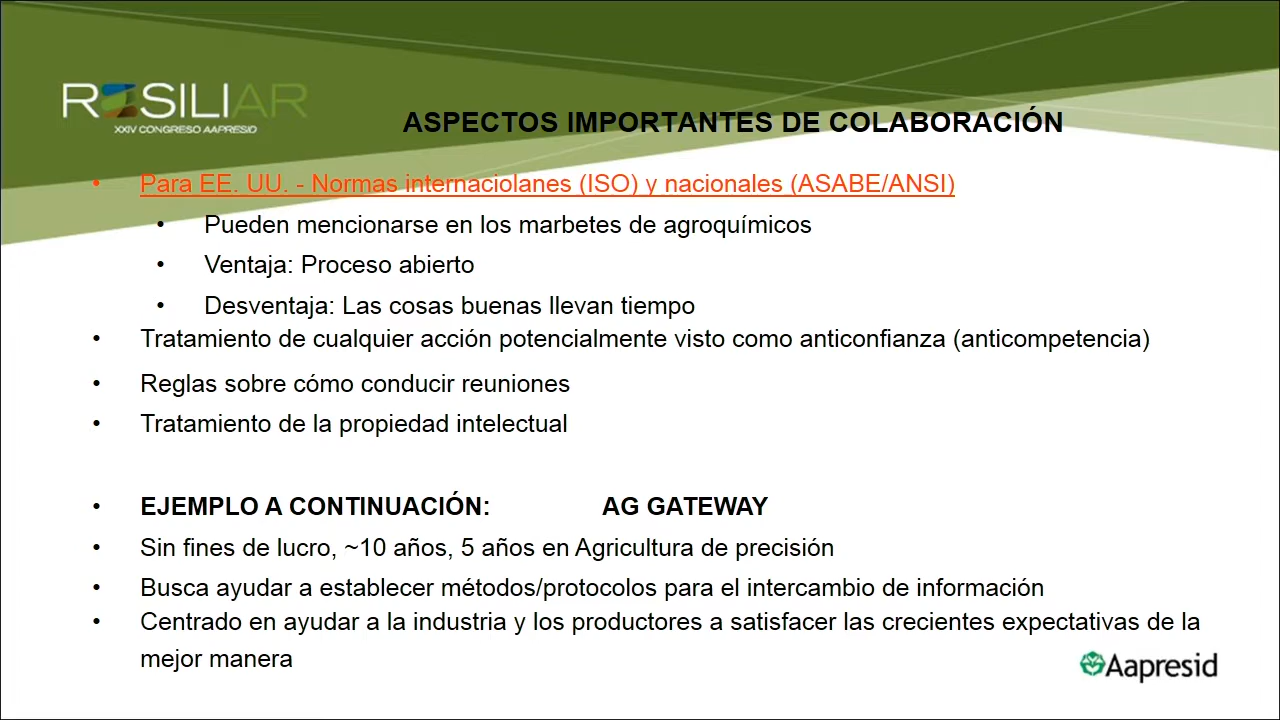 RESILIAR
XXIV CONGRESO AAPRESID
ASPECTOS IMPORTANTES DE COLABORACIÓN
• Para EE. UU. - Normas internaciolanes (ISO) y nacionales (ASABE/ANSI)
• Pueden mencionarse en los marbetes de agroquímicos
• Ventaja: Proceso abierto
• Desventaja: Las cosas buenas llevan tiempo
• Tratamiento de cualquier acción potencialmente visto como anticonfianza (anticompetencia)
• Reglas sobre cómo conducir reuniones
• Tratamiento de la propiedad intelectual
• EJEMPLO A CONTINUACIÓN: AG GATEWAY
• Sin fines de lucro, ~10 años, 5 años en Agricultura de precisión
• Busca ayudar a establecer métodos/protocolos para el intercambio de información
• Centrado en ayudar a la industria y los productores a satisfacer las crecientes expectativas de la
mejor manera
Aapresid